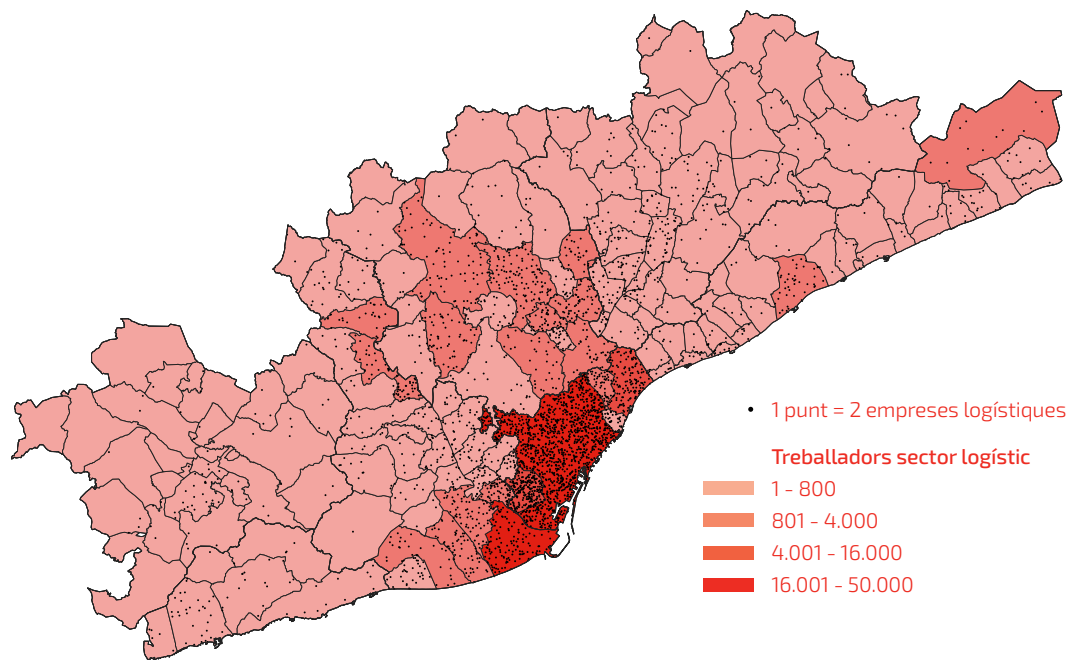 1 punt = 2 empreses logístiques
Treballadors sector logístic
1 - 800
801 - 4.000
4.001 - 16.000
16.001 - 50.000